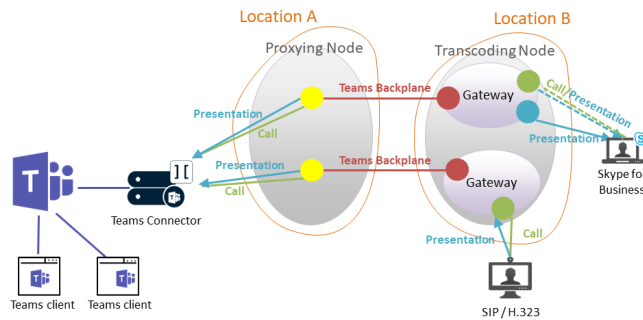 Location A
Location B
Proxying Node
Transcoding Node
Teams Backplane
Gateway
Call/Presentation
Presentation
Call
Presentation
Presentation
Call
Teams Backplane
Gateway
Skype for
Business
T
][
S
T
Teams Connector
Presentation
Call
T
T
Teams client
Teams client
SIP / H.323